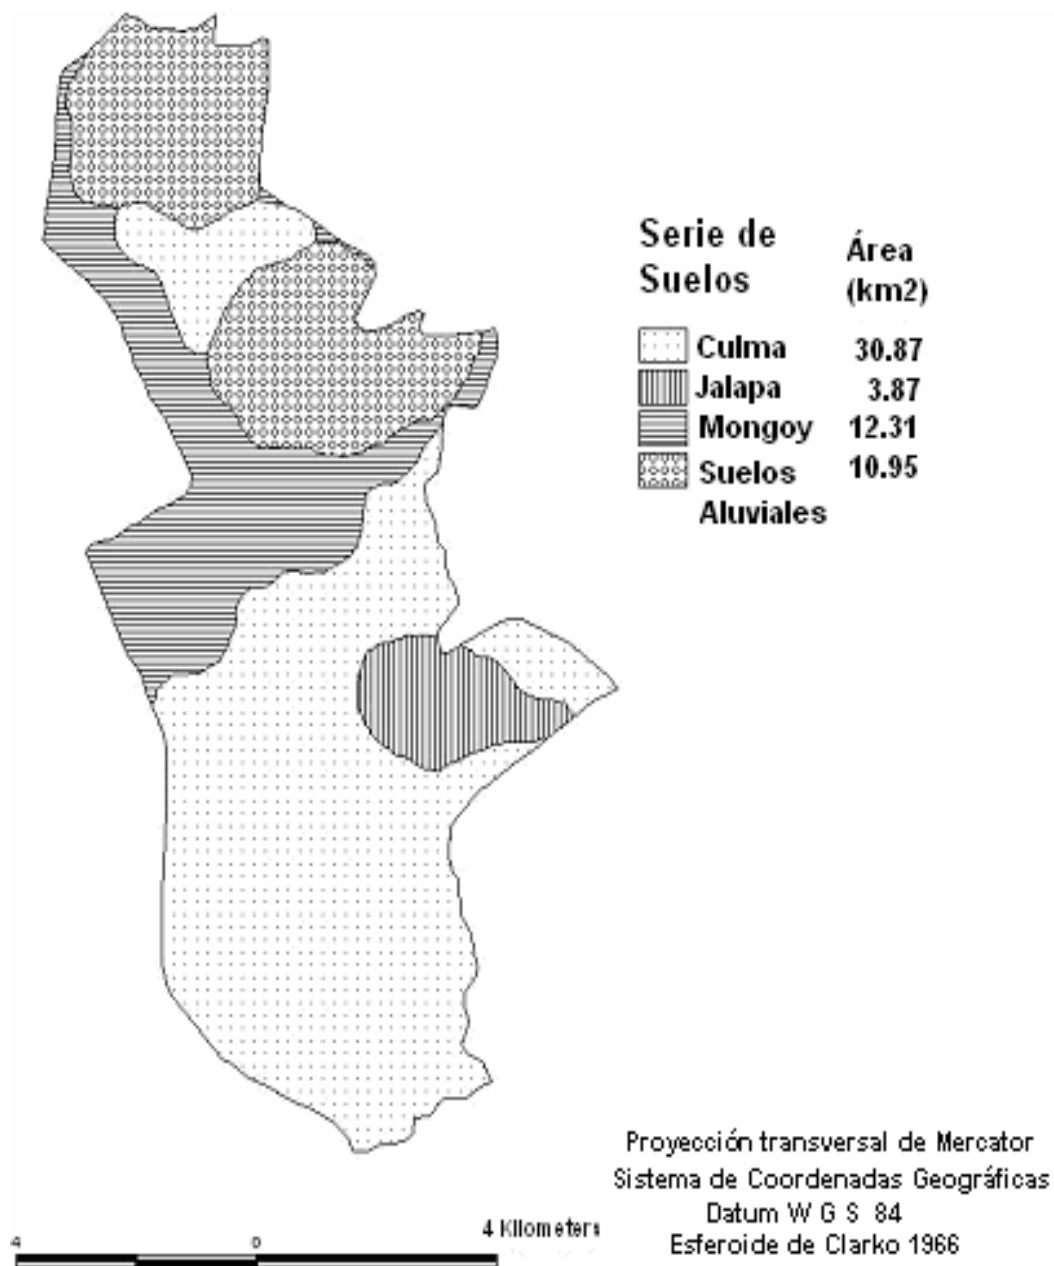 Serie de
Suelos
Área
(km2)
Culma 30.87
Jalapa 3.87
Mongoy 12.31
Suelos 10.95
Aluviales
Proyección transversal de Mercator
Sistema de Coordenadas Geográficas
Datum W G S 84
Esferoide de Clarko 1966
4 0 4 Kilometers